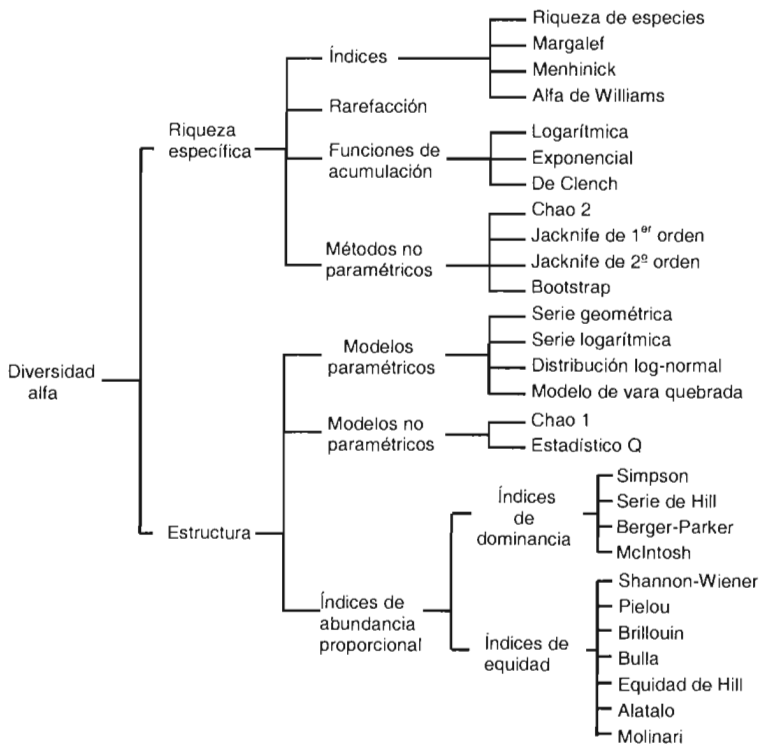 Diversidad
alfa
Riqueza
específica
Índices
Riqueza de especies
Margalef
Menhinick
Alfa de Williams
Rarefacción
Funciones de
acumulación
Logarítmica
Exponencial
De Clench
Métodos no
paramétricos
Chao 2
Jacknife de 1er orden
Jacknife de 2º orden
Bootstrap
Estructura
Modelos
paramétricos
Serie geométrica
Serie logarítmica
Distribución log-normal
Modelo de vara quebrada
Modelos no
paramétricos
Chao 1
Estadístico Q
Índices de
abundancia
proporcional
Índices
de
dominancia
Simpson
Serie de Hill
Berger-Parker
McIntosh
Índices de
equidad
Shannon-Wiener
Pielou
Brillouin
Bulla
Equidad de Hill
Alatalo
Molinari